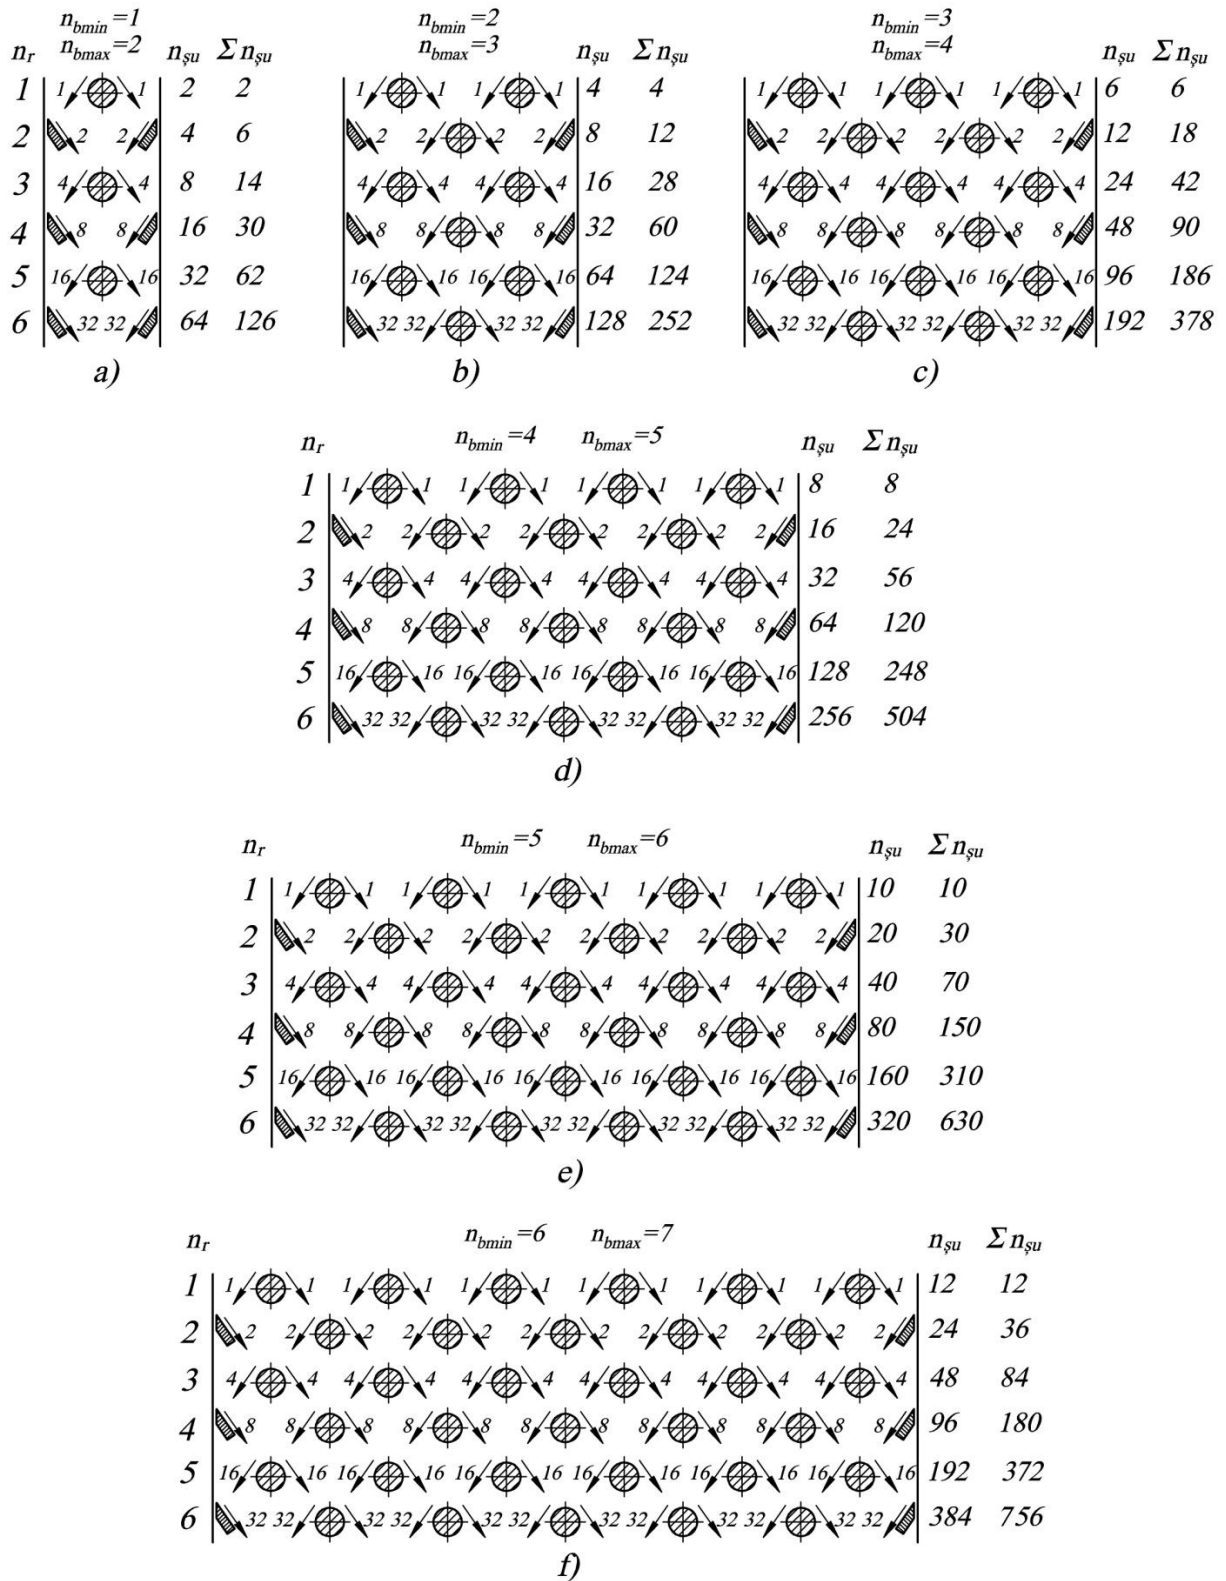 n_bmin =1
n_r n_bmax =2 n_şu Σ n_şu
1 1 1 2 2
2 2 2 4 6
3 4 4 8 14
4 8 8 16 30
5 16 16 32 62
6 32 32 64 126
a)
n_bmin =2
n_bmax =3 n_şu Σ n_şu
1 1 1 1 4 4
2 2 2 2 8 12
4 4 4 4 16 28
8 8 8 8 32 60
16 16 16 16 64 124
32 32 32 32 128 252
b)
n_bmin =3
n_bmax =4 n_şu Σ n_şu
1 1 1 1 1 1 6 6
2 2 2 2 2 2 12 18
4 4 4 4 4 4 24 42
8 8 8 8 8 8 48 90
16 16 16 16 16 16 96 186
32 32 32 32 32 32 192 378
c)
n_r n_bmin =4 n_bmax =5 n_şu Σ n_şu
1 1 1 1 1 1 1 1 1 8 8
2 2 2 2 2 2 2 2 2 16 24
3 4 4 4 4 4 4 4 4 32 56
4 8 8 8 8 8 8 8 8 64 120
5 16 16 16 16 16 16 16 16 128 248
6 32 32 32 32 32 32 32 32 256 504
d)
n_r n_bmin =5 n_bmax =6 n_şu Σ n_şu
1 1 1 1 1 1 1 1 1 1 1 10 10
2 2 2 2 2 2 2 2 2 2 2 20 30
3 4 4 4 4 4 4 4 4 4 4 40 70
4 8 8 8 8 8 8 8 8 8 8 80 150
5 16 16 16 16 16 16 16 16 16 16 160 310
6 32 32 32 32 32 32 32 32 32 32 320 630
e)
n_r n_bmin =6 n_bmax =7 n_şu Σ n_şu
1 1 1 1 1 1 1 1 1 1 1 1 1 12 12
2 2 2 2 2 2 2 2 2 2 2 2 2 24 36
3 4 4 4 4 4 4 4 4 4 4 4 4 48 84
4 8 8 8 8 8 8 8 8 8 8 8 8 96 180
5 16 16 16 16 16 16 16 16 16 16 16 16 192 372
6 32 32 32 32 32 32 32 32 32 32 32 32 384 756
f)